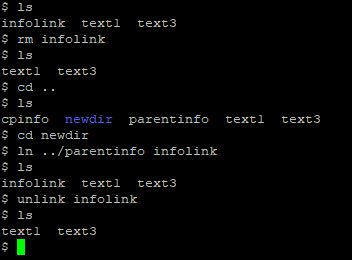 $ ls
infolink  text1  text3
$ rm infolink
$ ls
text1  text3
$ cd ..
$ ls
cpinfo  newdir  parentinfo  text1  text3
$ cd newdir
$ ln ../parentinfo infolink
$ ls
infolink  text1  text3
$ unlink infolink
$ ls
text1  text3
$